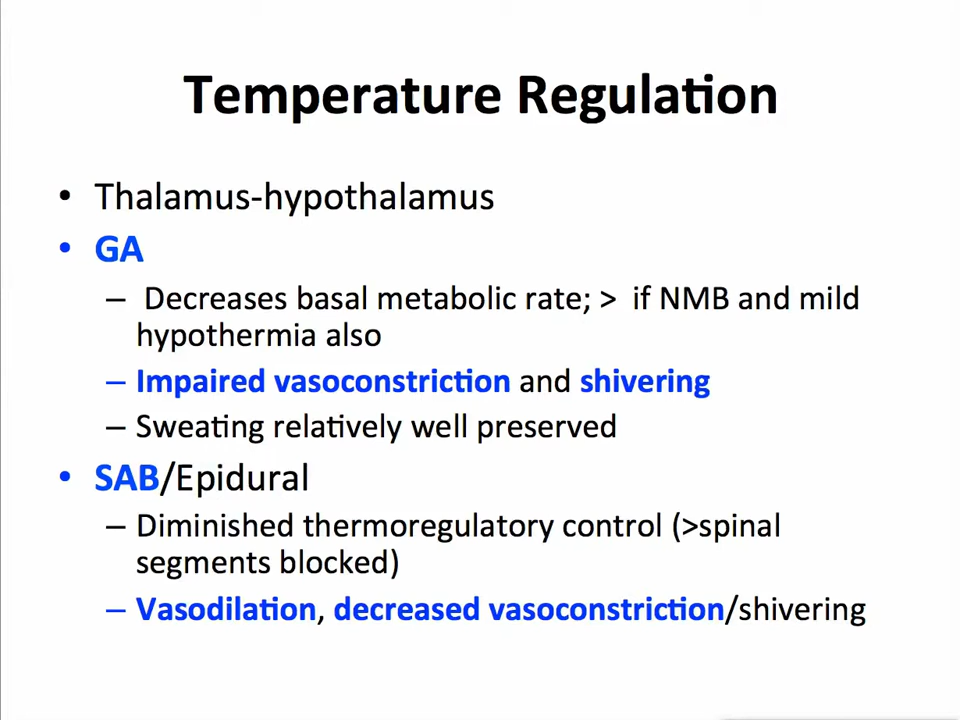 Temperature Regulation
• Thalamus-hypothalamus
• GA
– Decreases basal metabolic rate; > if NMB and mild
hypothermia also
– Impaired vasoconstriction and shivering
– Sweating relatively well preserved
• SAB/Epidural
– Diminished thermoregulatory control (>spinal
segments blocked)
– Vasodilation, decreased vasoconstriction/shivering